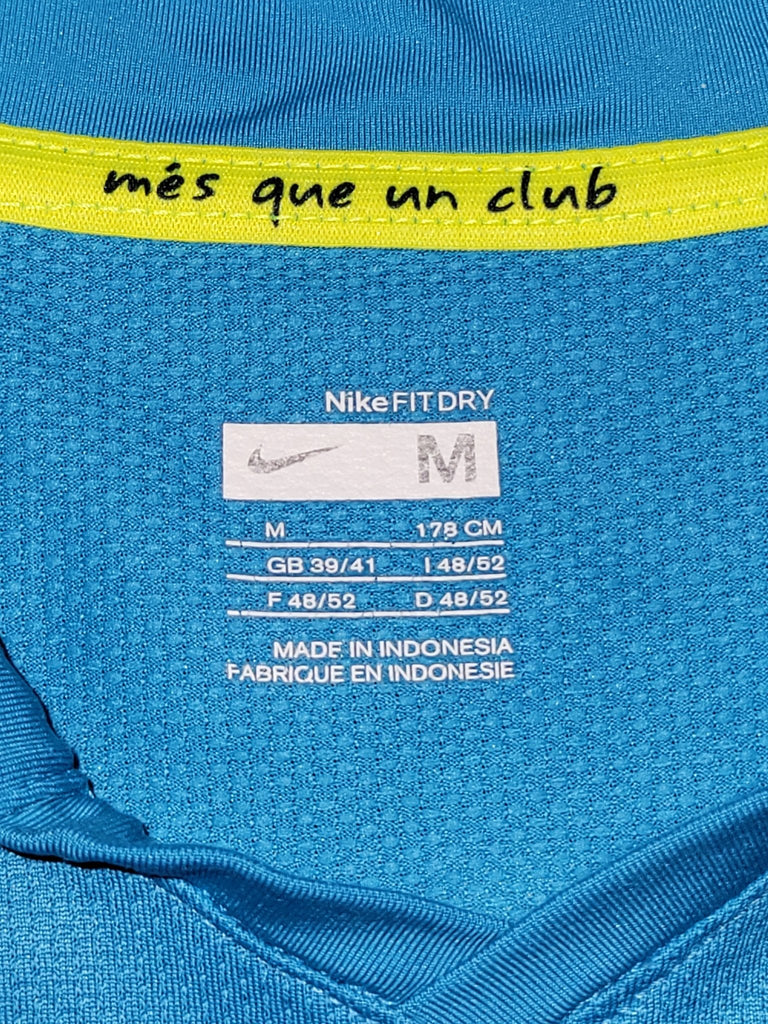 més que un club
NikeFITDRY
M
M 178 CM
GB 39/41 I 48/52
F 48/52 D 48/52
MADE IN INDONESIA
FABRIQUE EN INDONESIE